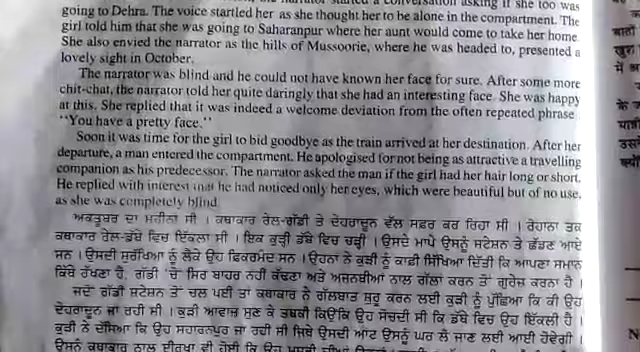 a conversation asking if she too was
going to Dehra. The voice startled her as she thought her to be alone in the compartment. The
girl told him that she was going to Saharanpur where her aunt would come to take her home.
She also envied the narrator as the hills of Mussoorie, where he was headed to, presented a
lovely sight in October.
The narrator was blind and he could not have known her face for sure. After some more
chit-chat, the narrator told her quite daringly that she had an interesting face. She was happy
at this. She replied that it was indeed a welcome deviation from the often repeated phrase
"You have a pretty face."
Soon it was time for the girl to bid goodbye as the train arrived at her destination. After her
departure, a man entered the compartment. He apologised for not being as attractive a travelling
companion as his predecessor. The narrator asked the man if the girl had her hair long or short.
He replied with interest that he had noticed only her eyes, which were beautiful but of no use,
as she was completely blind
ਅਕਤੂਬਰ ਦਾ ਮਹੀਨਾ ਸੀ । ਕਥਾਕਾਰ ਰੇਲ-ਗੱਡੀ ਤੇ ਦੇਹਰਾਦੂਨ ਵੱਲ ਸਫ਼ਰ ਕਰ ਰਿਹਾ ਸੀ । ਰੋਹਾਨਾ ਤਕ
ਕਥਾਕਾਰ ਰੇਲ-ਡੱਬੇ ਵਿਚ ਇਕੱਲਾ ਸੀ । ਇਕ ਕੁੜੀ ਡੱਬੇ ਵਿਚ ਚੜ੍ਹੀ । ਉਸਦੇ ਮਾਪੇ ਉਸਨੂੰ ਸਟੇਸ਼ਨ ਤੇ ਛੱਡਣ ਆਏ
ਸਨ । ਉਸਦੀ ਸੁਰੱਖਿਆ ਨੂੰ ਲੈਕੇ ਉਹ ਫਿਕਰਮੰਦ ਸਨ । ਉਹਨਾਂ ਨੇ ਕੁੜੀ ਨੂੰ ਕਾਫੀ ਸਿੱਖਿਆ ਦਿੱਤੀ ਕਿ ਆਪਣਾ ਸਮਾਨ
ਕਿੱਥੇ ਰੱਖਣਾ ਹੈ, ਗੱਡੀ 'ਚੋਂ ਸਿਰ ਬਾਹਰ ਨਹੀਂ ਕੱਢਣਾ ਅਤੇ ਅਜਨਬੀਆਂ ਨਾਲ ਗੱਲਾਂ ਕਰਨ ਤੋਂ ਗੁਰੇਜ਼ ਕਰਨਾ ਹੈ ।
ਜਦੋਂ ਗੱਡੀ ਸਟੇਸ਼ਨ ਤੋਂ ਚਲ ਪਈ ਤਾਂ ਕਥਾਕਾਰ ਨੇ ਗੱਲਬਾਤ ਸ਼ੁਰੂ ਕਰਨ ਲਈ ਕੁੜੀ ਨੂੰ ਪੁੱਛਿਆ ਕਿ ਕੀ ਉਹ
ਦੇਹਰਾਦੂਨ ਜਾ ਰਹੀ ਸੀ । ਕੁੜੀ ਆਵਾਜ਼ ਸੁਣ ਕੇ ਤ੍ਰਭਕੀ ਕਿਉਂਕਿ ਉਹ ਸੋਚਦੀ ਸੀ ਕਿ ਡੱਬੇ ਵਿਚ ਉਹ ਇਕੱਲੀ ਹੈ ।
ਕੁੜੀ ਨੇ ਦੱਸਿਆ ਕਿ ਉਹ ਸਹਾਰਨਪੁਰ ਜਾ ਰਹੀ ਸੀ ਜਿਥੇ ਉਸਦੀ ਆਂਟ ਉਸਨੂੰ ਘਰ ਲੈ ਜਾਣ ਲਈ ਆਈ ਹੋਵੇਗੀ ।
ਉਸਨੂੰ ਕਥਾਕਾਰ ਨਾਲ ਈਰਖਾ ਵੀ ਹੋਈ ਕਿ ਉਹ